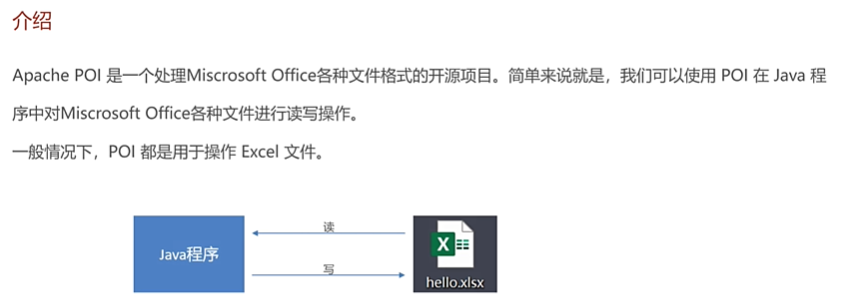 介绍
Apache POI 是一个处理Miscrosoft Office各种文件格式的开源项目。简单来说就是，我们可以使用 POI 在 Java 程
序中对Miscrosoft Office各种文件进行读写操作。
一般情况下，POI 都是用于操作 Excel 文件。
读
Java程序
X
写
hello.xlsx